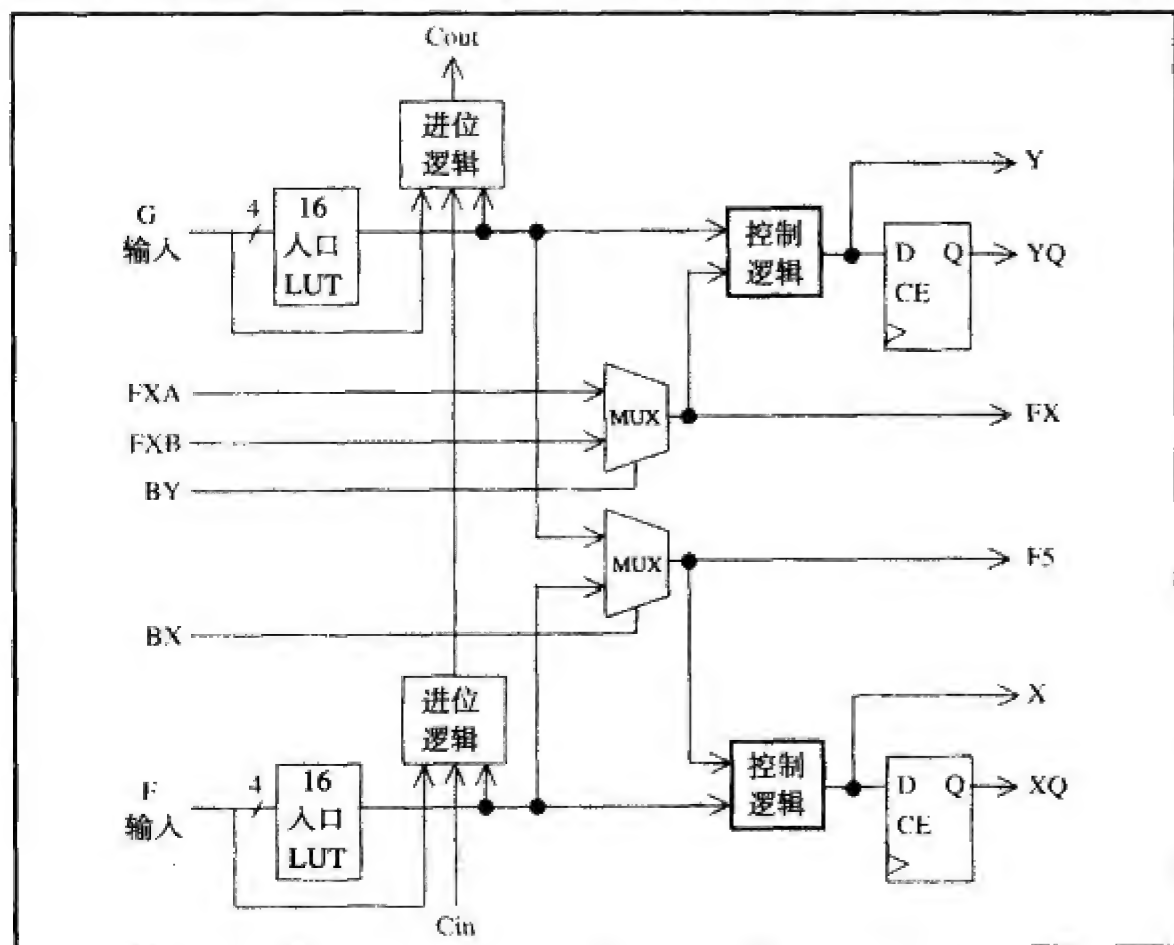 Cout
进位
逻辑
G
输入
4
16
入口
LUT
控制
逻辑
Y
D Q
CE
YQ
FXA
FXB
BY
MUX
FX
MUX
F5
BX
进位
逻辑
F
输入
4
16
入口
LUT
控制
逻辑
X
D Q
CE
XQ
Cin